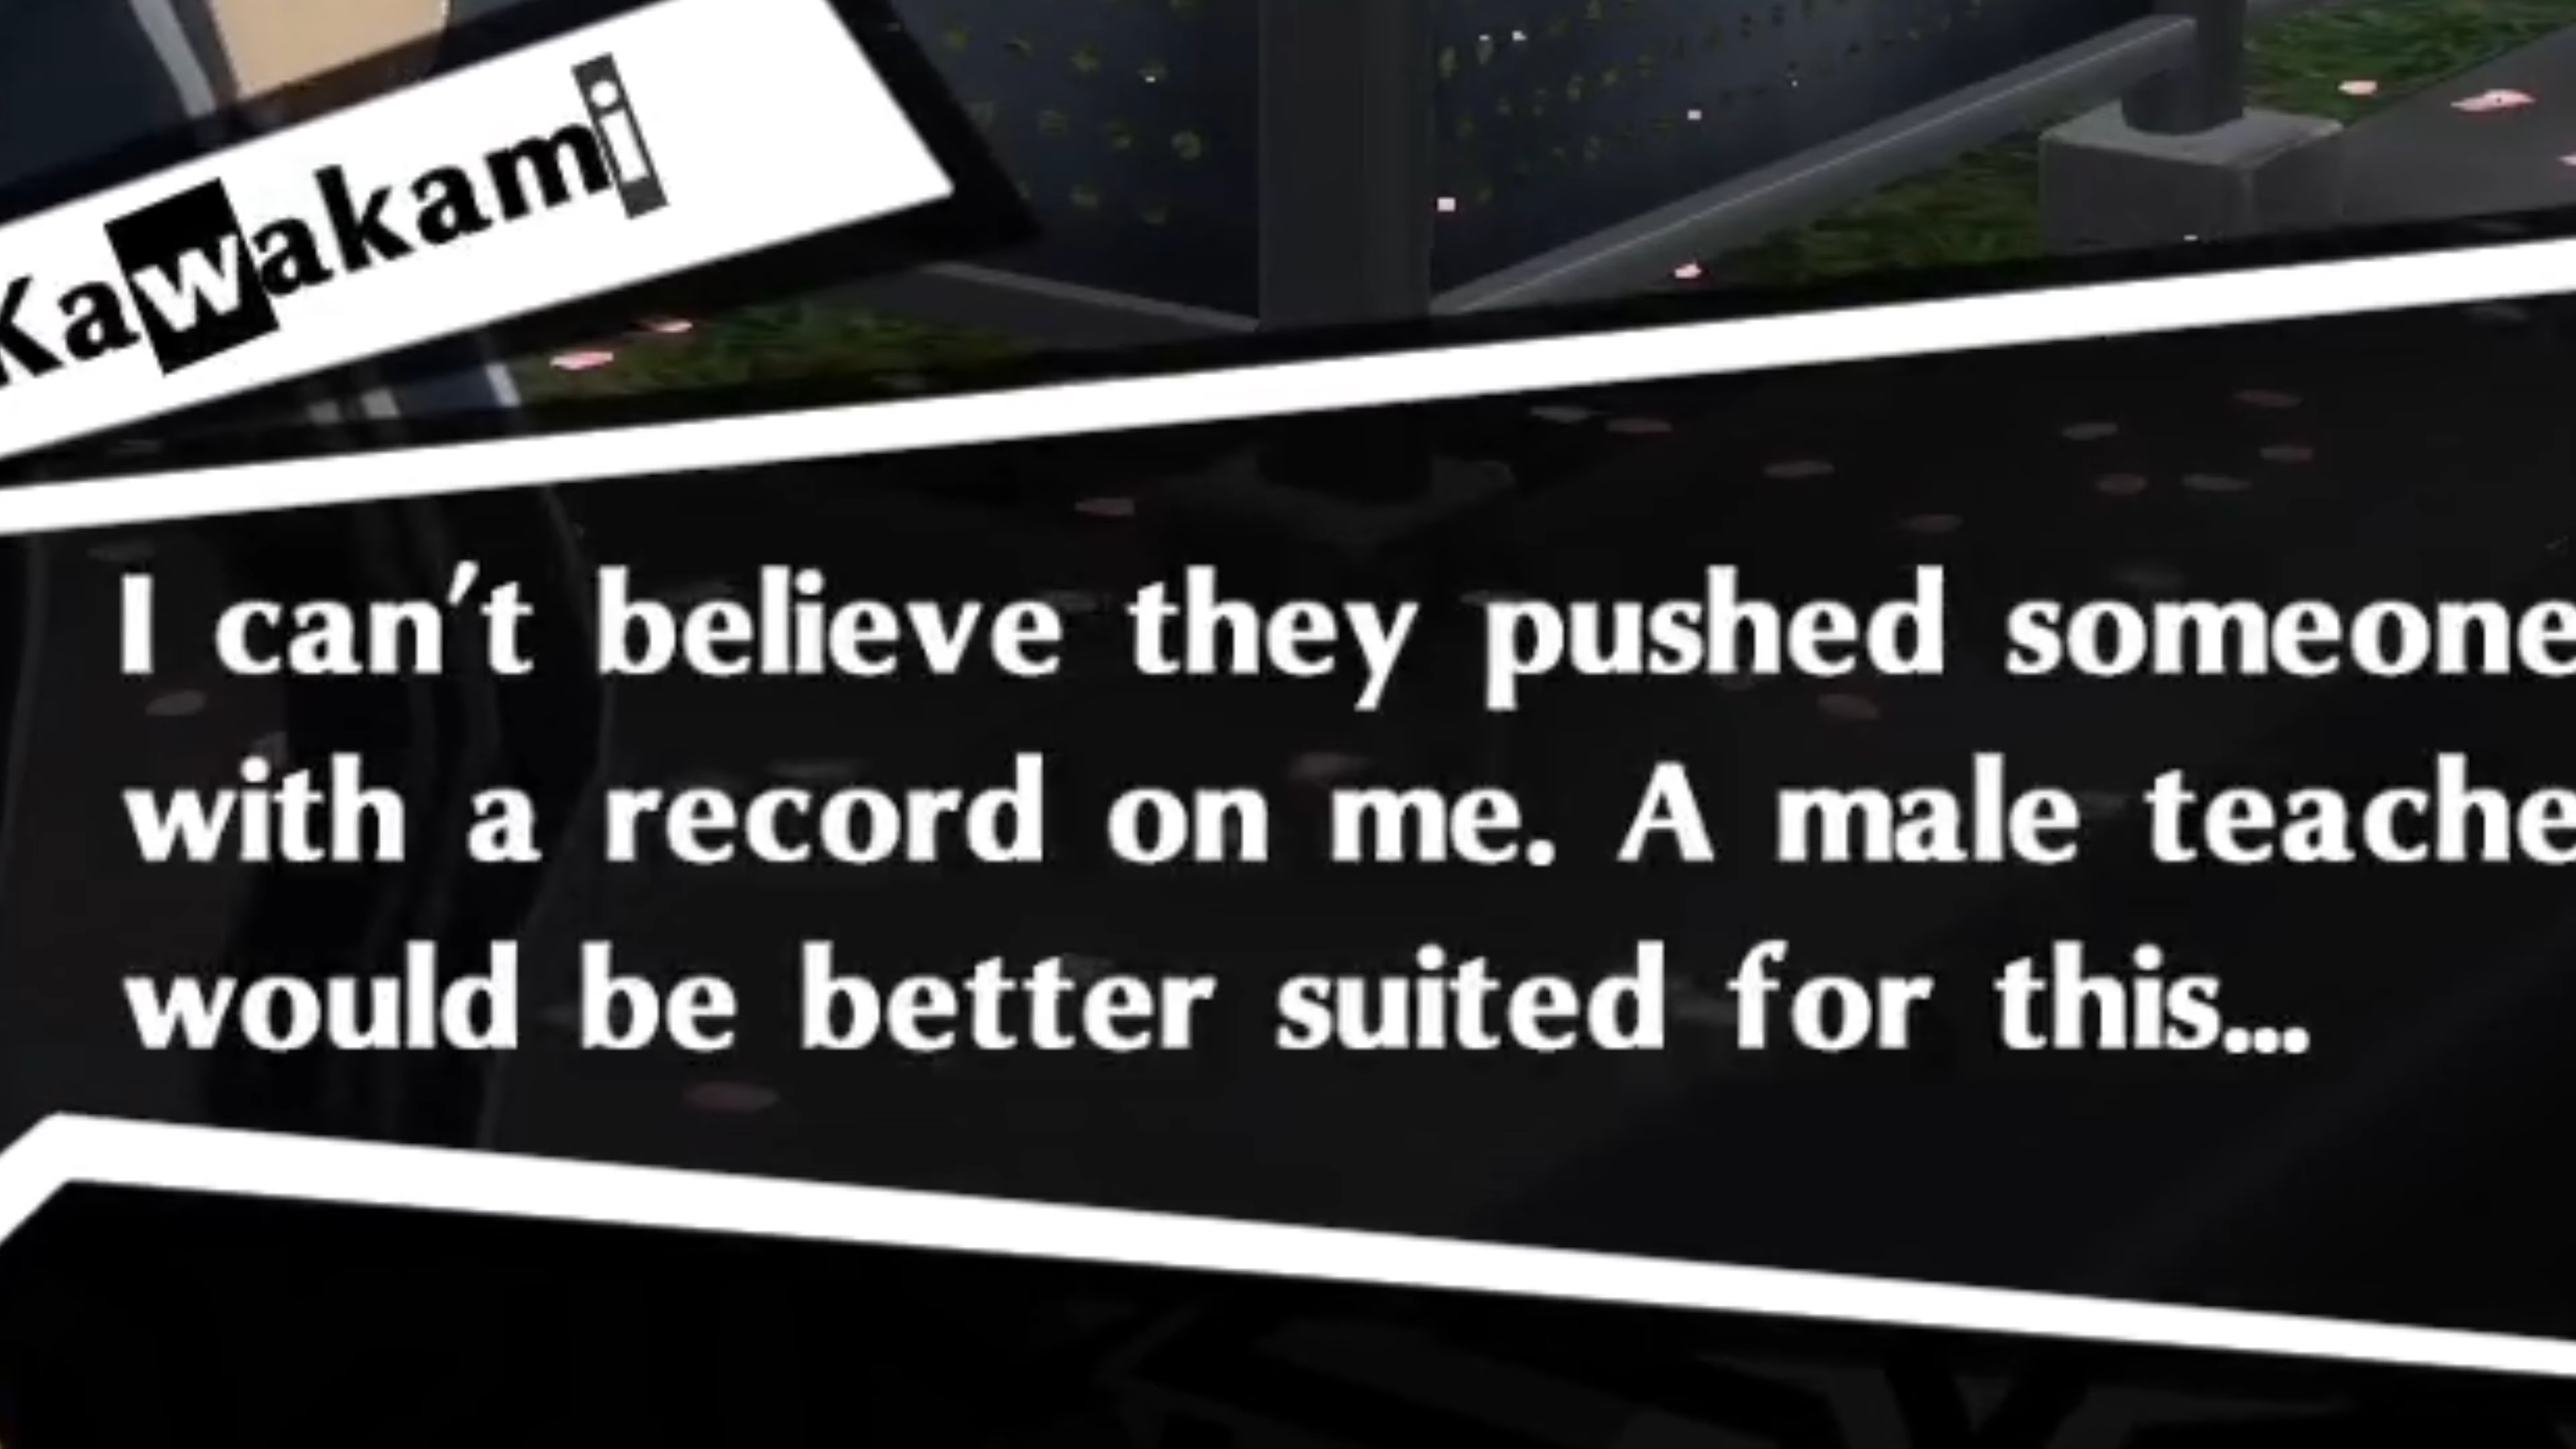 Kawakami
I can't believe they pushed someone
with a record on me. A male teache
would be better suited for this...